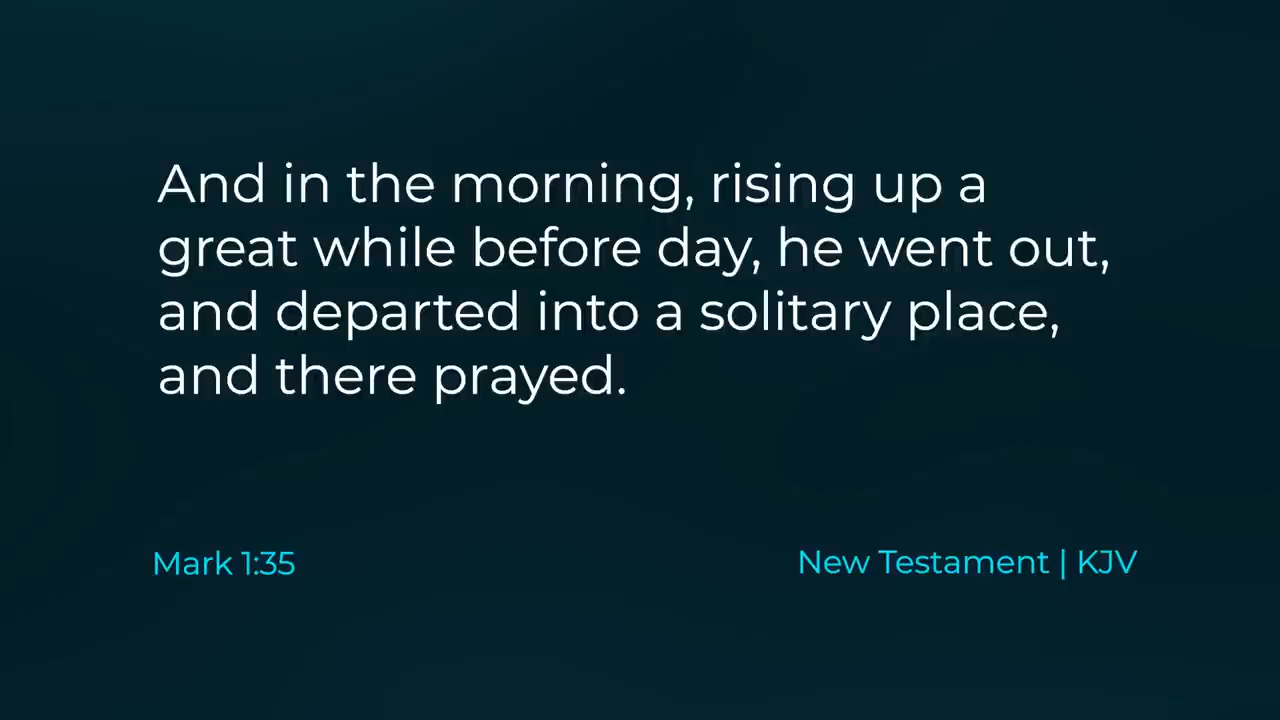 And in the morning, rising up a
great while before day, he went out,
and departed into a solitary place,
and there prayed.
Mark 1:35
New Testament | KJV